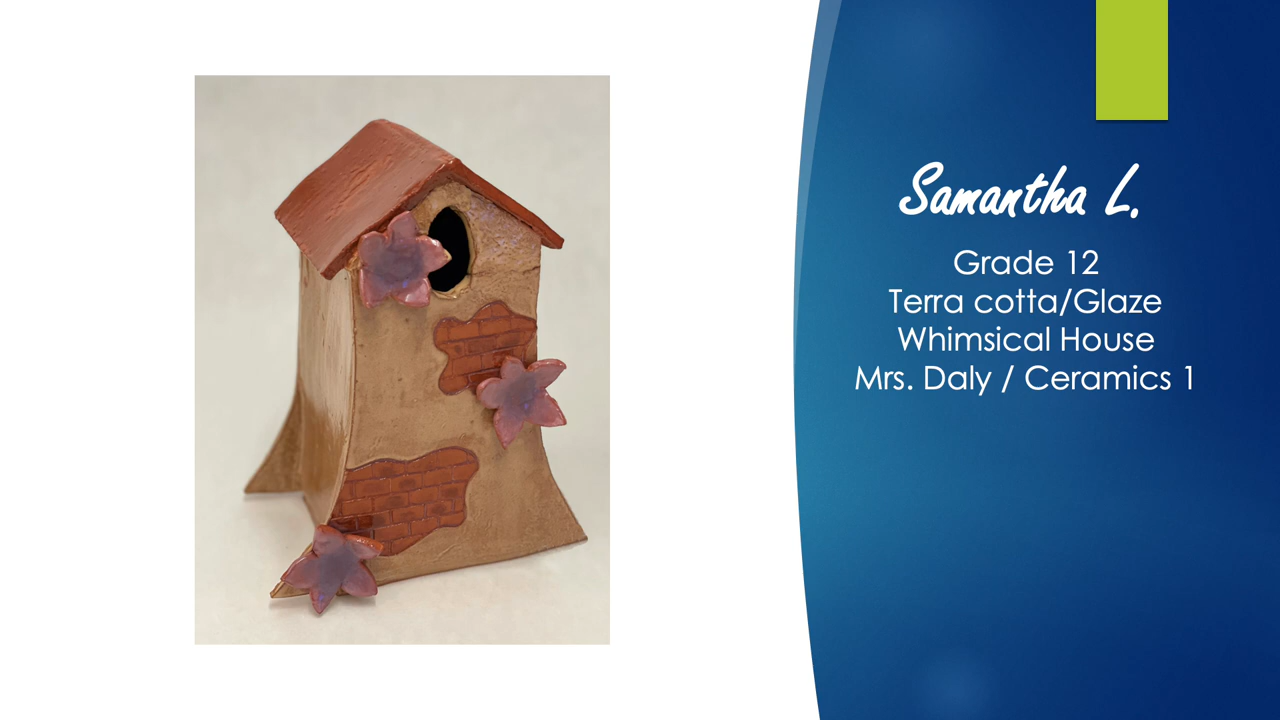 Samantha L.
Grade 12
Terra cotta/Glaze
Whimsical House
Mrs. Daly / Ceramics 1